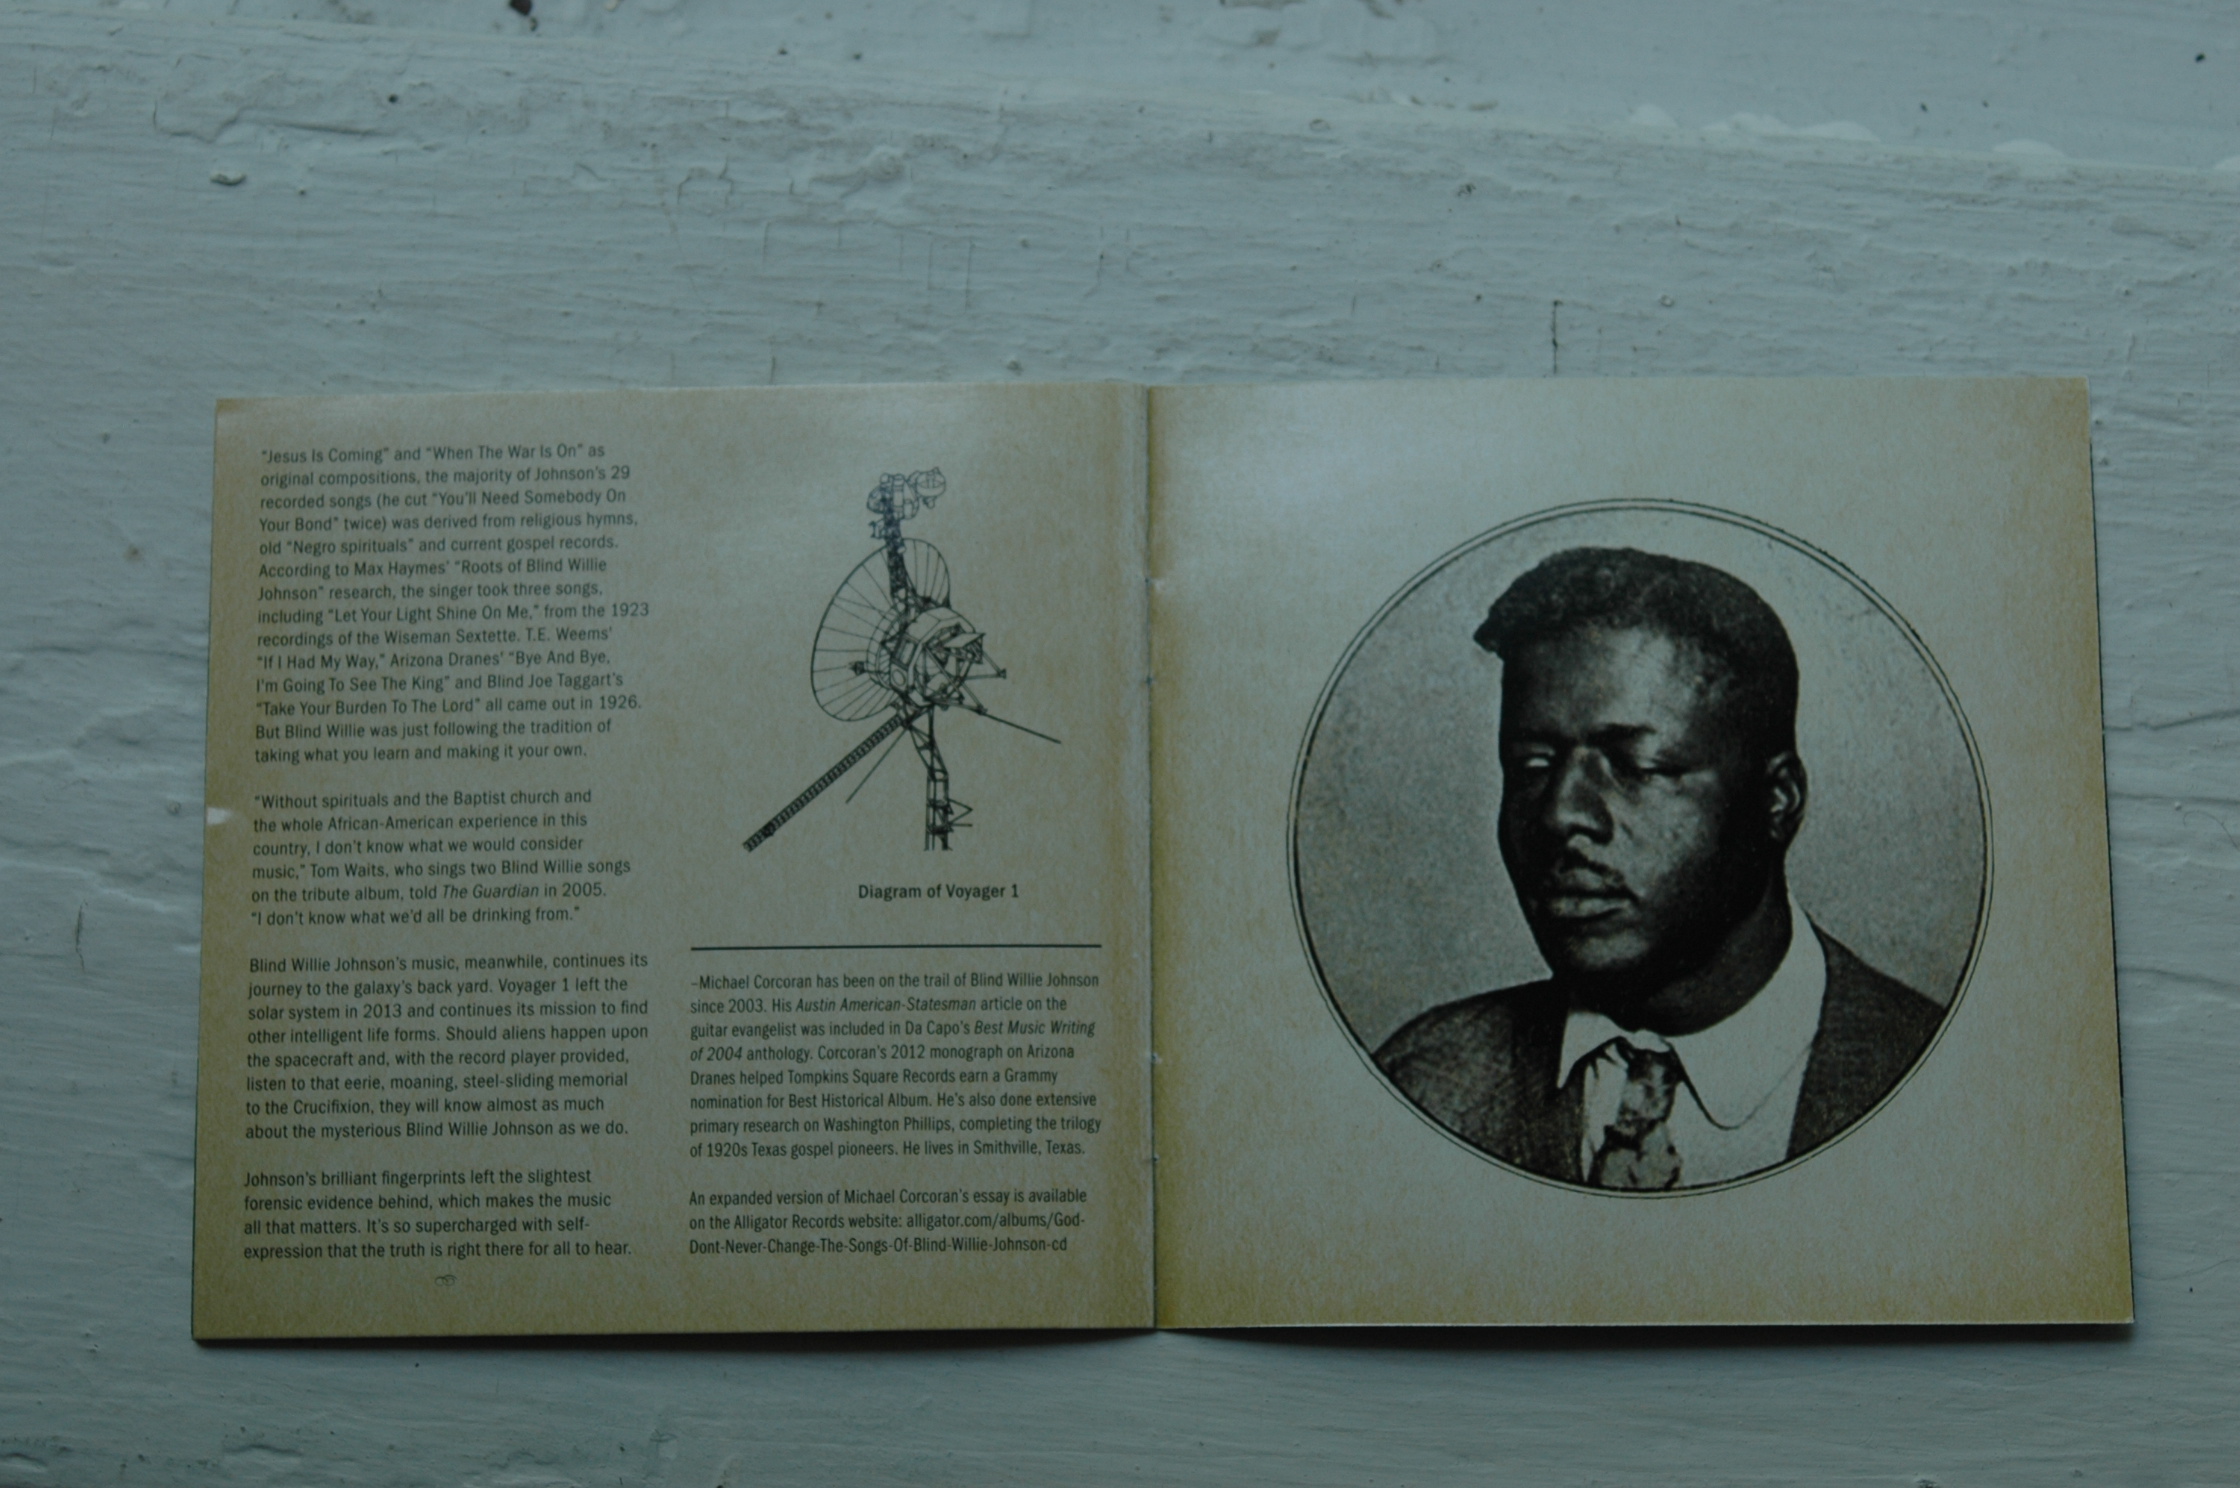 "Jesus Is Coming" and "When The War Is On" as
original compositions, the majority of Johnson's 29
recorded songs (he cut "You'll Need Somebody On
Your Bond" twice) was derived from religious hymns,
old "Negro spirituals" and current gospel records.
According to Max Haymes' "Roots of Blind Willie
Johnson" research, the singer took three songs,
including "Let Your Light Shine On Me," from the 1923
recordings of the Wiseman Sextette. T.E. Weems'
"If I Had My Way," Arizona Dranes' "Bye And Bye,
I'm Going To See The King" and Blind Joe Taggart's
"Take Your Burden To The Lord" all came out in 1926.
But Blind Willie was just following the tradition of
taking what you learn and making it your own.
"Without spirituals and the Baptist church and
the whole African-American experience in this
country, I don't know what we would consider
music," Tom Waits, who sings two Blind Willie songs
on the tribute album, told The Guardian in 2005.
"I don't know what we'd all be drinking from."
Blind Willie Johnson's music, meanwhile, continues its
journey to the galaxy's back yard. Voyager 1 left the
solar system in 2013 and continues its mission to find
other intelligent life forms. Should aliens happen upon
the spacecraft and, with the record player provided,
listen to that eerie, moaning, steel-sliding memorial
to the Crucifixion, they will know almost as much
about the mysterious Blind Willie Johnson as we do.
Johnson's brilliant fingerprints left the slightest
forensic evidence behind, which makes the music
all that matters. It's so supercharged with self-
expression that the truth is right there for all to hear.
Diagram of Voyager 1
–Michael Corcoran has been on the trail of Blind Willie Johnson
since 2003. His Austin American-Statesman article on the
guitar evangelist was included in Da Capo's Best Music Writing
of 2004 anthology. Corcoran's 2012 monograph on Arizona
Dranes helped Tompkins Square Records earn a Grammy
nomination for Best Historical Album. He's also done extensive
primary research on Washington Phillips, completing the trilogy
of 1920s Texas gospel pioneers. He lives in Smithville, Texas.
An expanded version of Michael Corcoran's essay is available
on the Alligator Records website: alligator.com/albums/God-
Dont-Never-Change-The-Songs-Of-Blind-Willie-Johnson-cd